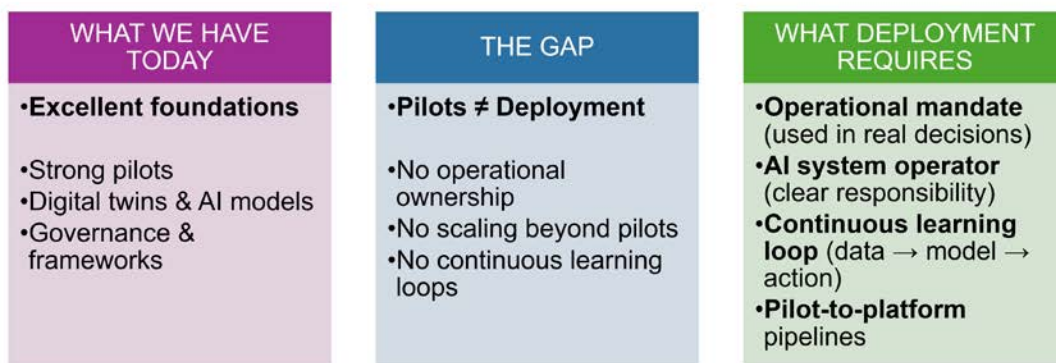 WHAT WE HAVE
TODAY
•Excellent foundations
•Strong pilots
•Digital twins & AI models
•Governance &
frameworks
THE GAP
•Pilots ≠ Deployment
•No operational
ownership
•No scaling beyond pilots
•No continuous learning
loops
WHAT DEPLOYMENT
REQUIRES
•Operational mandate
(used in real decisions)
•AI system operator
(clear responsibility)
•Continuous learning
loop (data → model →
action)
•Pilot-to-platform
pipelines